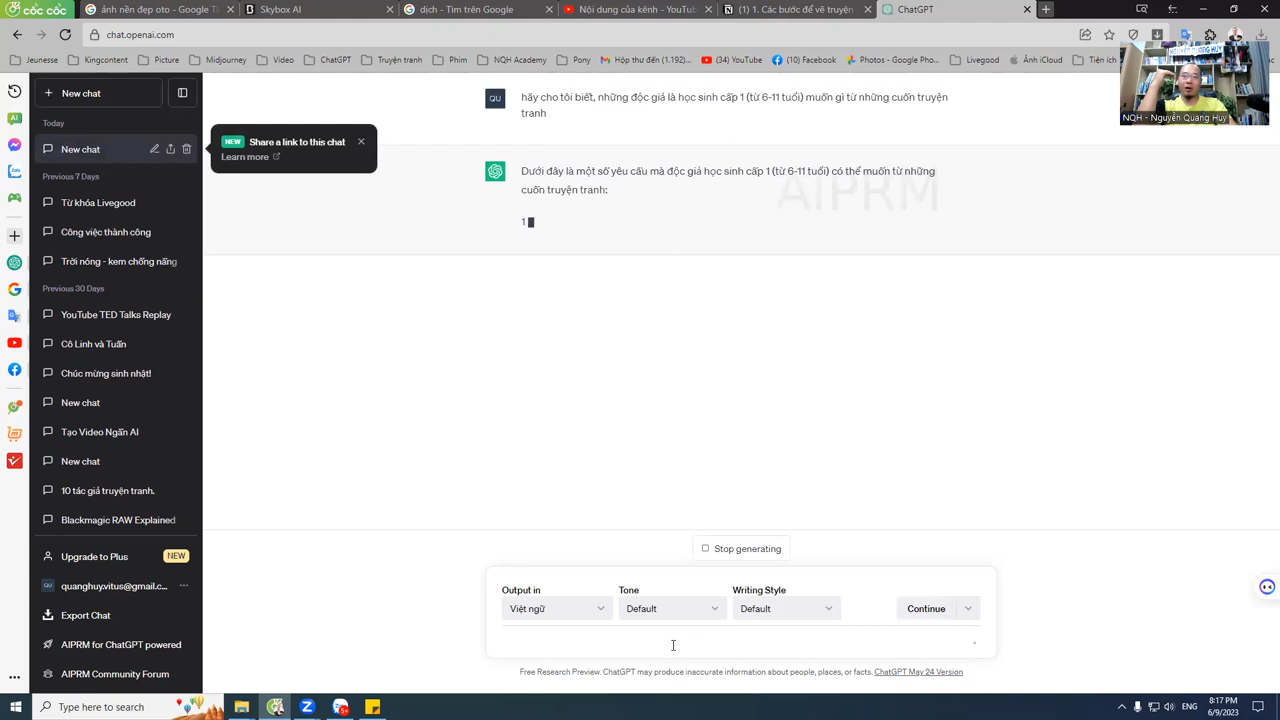 cốc cốc
ảnh nền đẹp oto - Google Tì
Skybox AI
dịch - Tìm trên Google
Nội dung của kênh - YouTub
(1) 1. Các bước để vẽ truyện
ChatGPT
chat.openai.com
Jeunesse
Kingchten
Picture
Midjourney
Video
ChatGPT
Truyện tranh
Phim
NQH Academy
Pony
Hộp thư đến (1.192)...
(34) YouTube
(10) Facebook
Photos - Google Pho...
Livegood
Ảnh iCloud
Tiện ích
NGUYỄN QUANG HUY
NQH - Nguyễn Quang Huy
New chat
Today
New chat
NEW Share a link to this chat
Learn more
Previous 7 Days
Từ khóa Livegood
Công việc thành công
Trời nóng - kem chống nắng
Previous 30 Days
YouTube TED Talks Replay
Cô Linh và Tuấn
Chúc mừng sinh nhật!
New chat
Tạo Video Ngắn AI
New chat
10 tác giả truyện tranh.
Blackmagic RAW Explained
Upgrade to Plus NEW
QU quanghuy.vitus@gmail.c...
Export Chat
AIPRM for ChatGPT powered
AIPRM Community Forum
QU hãy cho tôi biết, những độc giả là học sinh cấp 1 (từ 6-11 tuổi) muốn gì từ những cuốn truyện
tranh
Dưới đây là một số yêu cầu mà độc giả học sinh cấp 1 (từ 6-11 tuổi) có thể muốn từ những
cuốn truyện tranh:
AIPRM
1
Stop generating
Output in Tone Writing Style
Việt ngữ Default Default Continue
Free Research Preview. ChatGPT may produce inaccurate information about people, places, or facts. ChatGPT May 24 Version
Type here to search
5+
ENG
8:17 PM
6/9/2023